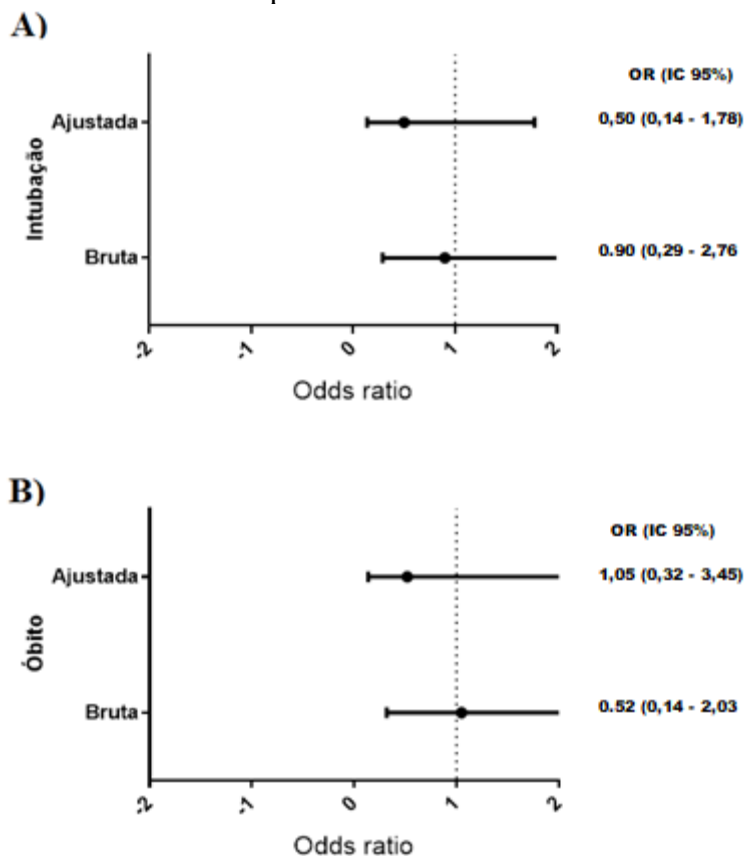 A)
OR (IC 95%)
Ajustada
0,50 (0,14 - 1,78)
Intubação
Bruta
0.90 (0,29 - 2,76
-2
-1
0
1
2
Odds ratio
B)
OR (IC 95%)
Ajustada
1,05 (0,32 - 3,45)
Óbito
Bruta
0.52 (0,14 - 2,03
-2
-1
0
1
2
Odds ratio